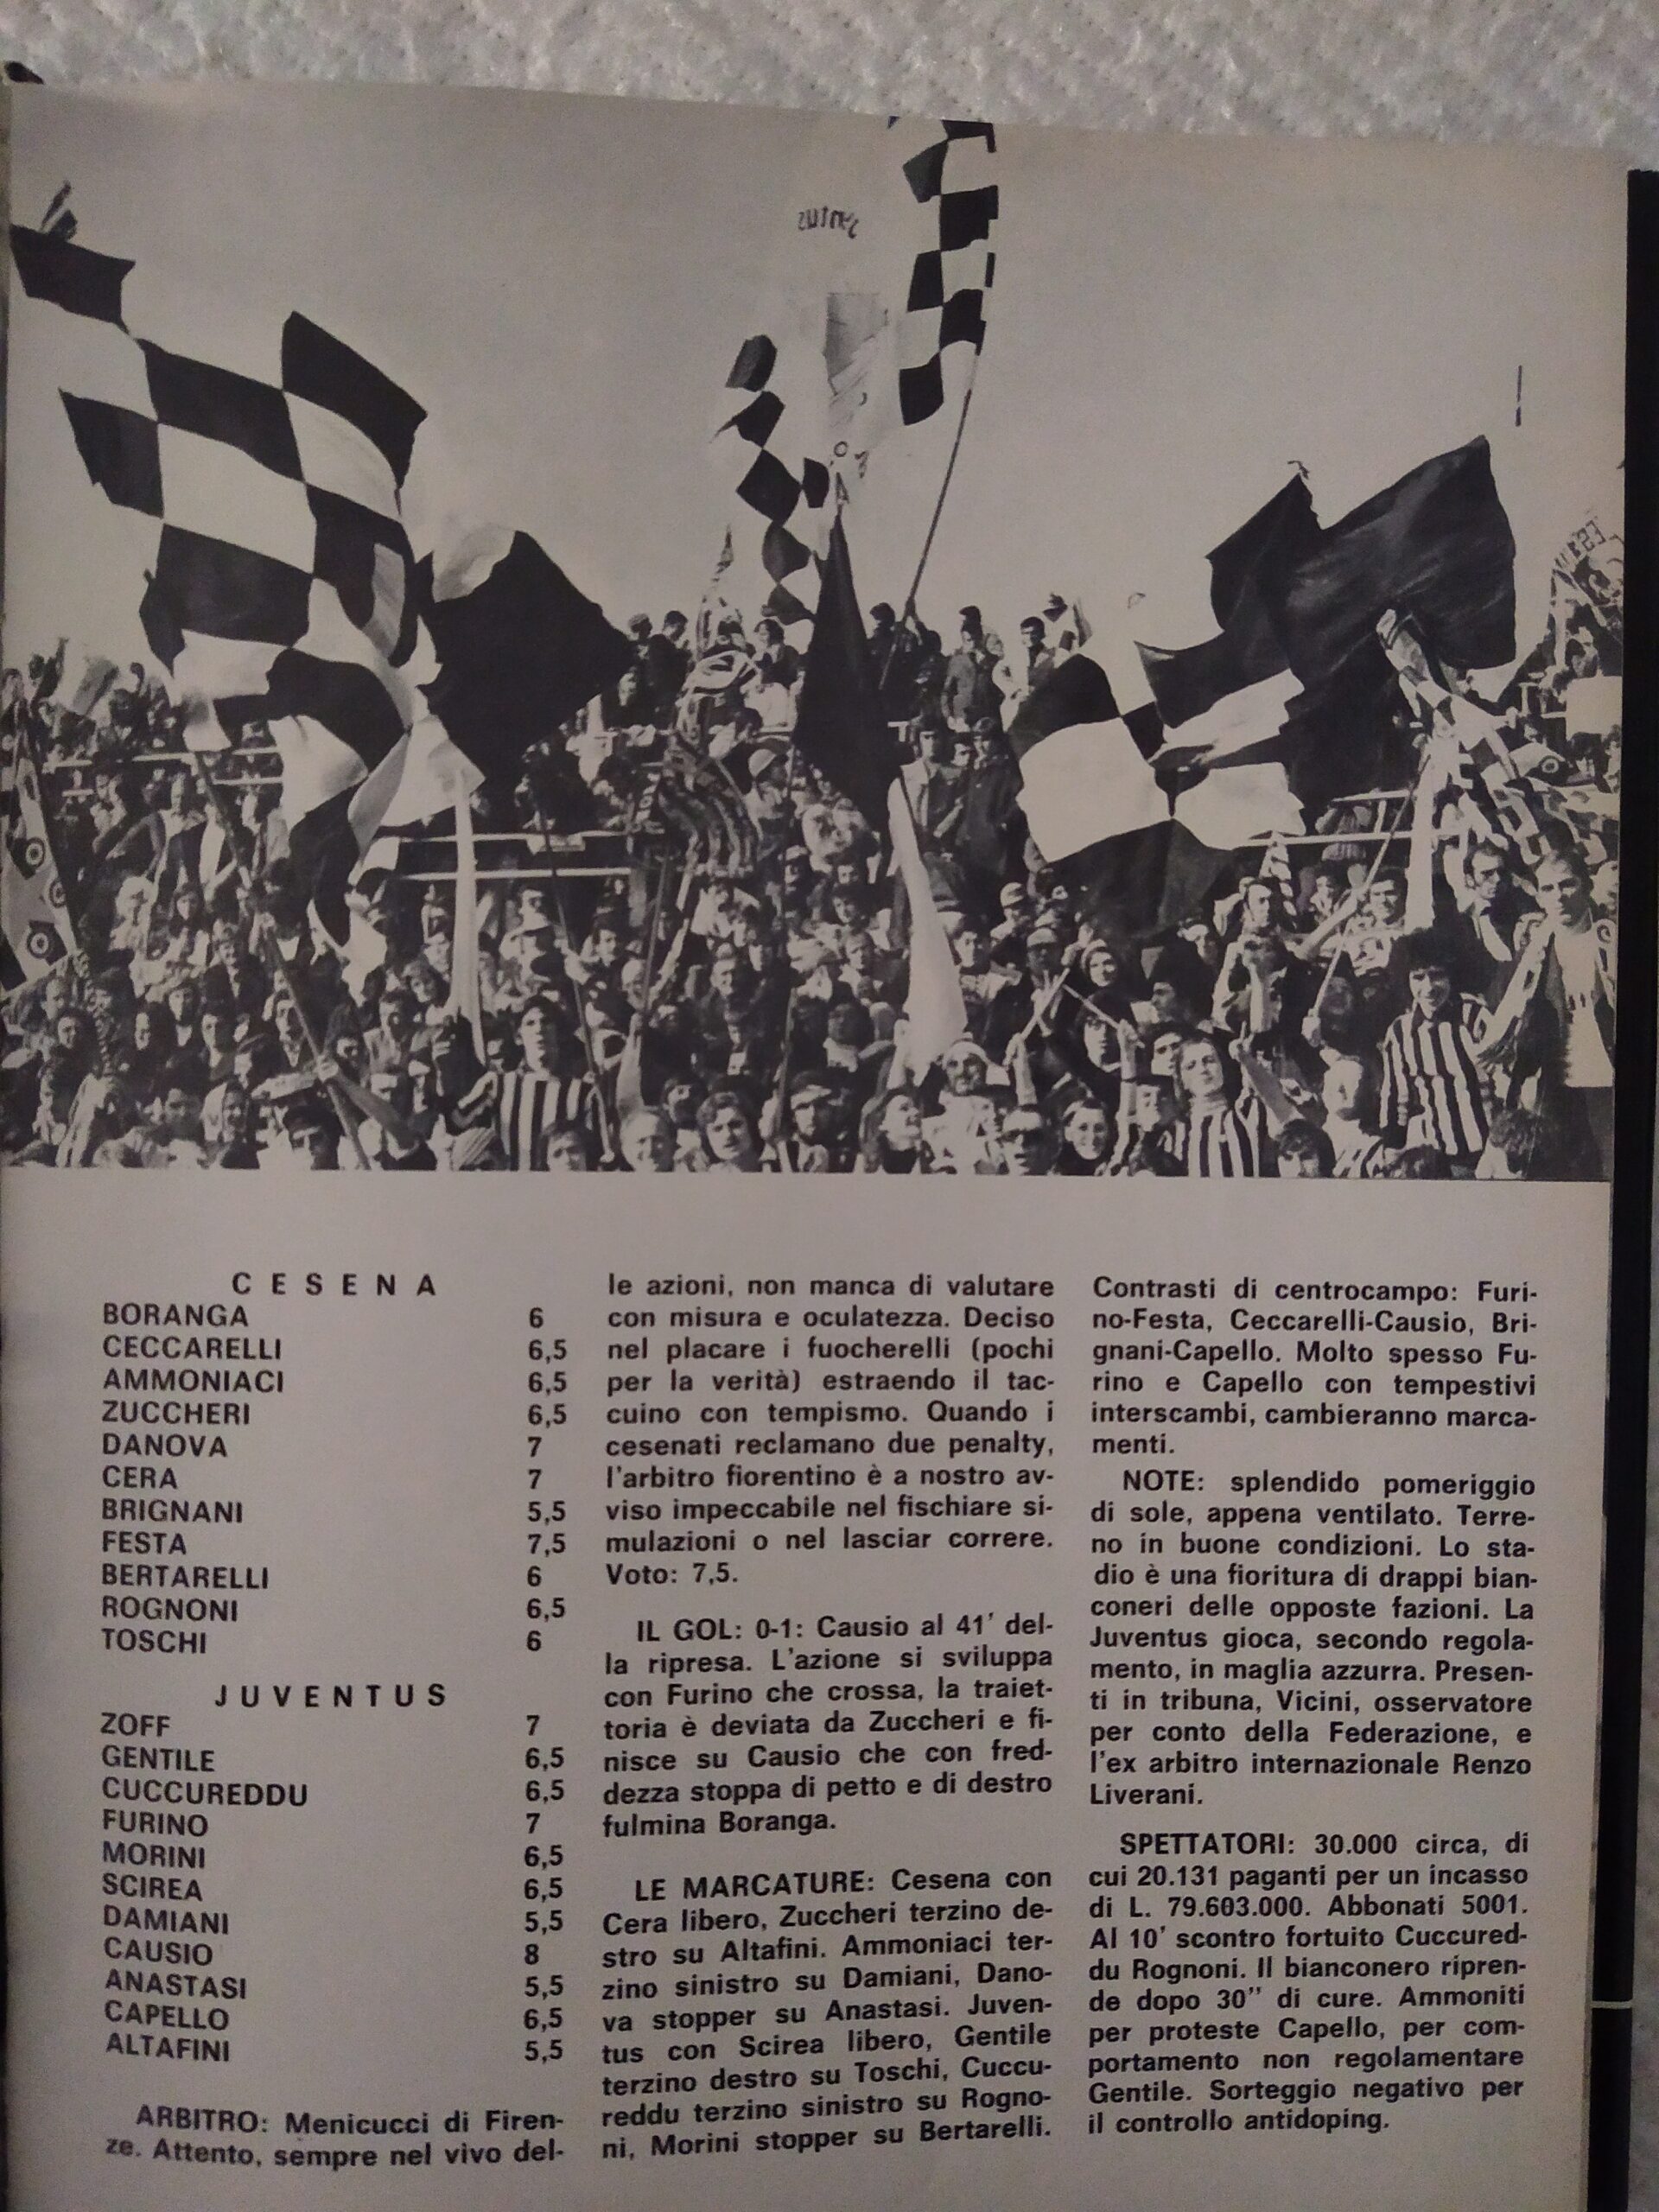 CESENA
BORANGA 6
CECCARELLI 6,5
AMMONIACI 6,5
ZUCCHERI 6,5
DANOVA 7
CERA 7
BRIGNANI 5,5
FESTA 7,5
BERTARELLI 6
ROGNONI 6,5
TOSCHI 6
JUVENTUS
ZOFF 7
GENTILE 6,5
CUCCUREDDU 6,5
FURINO 7
MORINI 6,5
SCIREA 6,5
DAMIANI 5,5
CAUSIO 8
ANASTASI 5,5
CAPELLO 6,5
ALTAFINI 5,5
ARBITRO: Menicucci di Firen-
ze. Attento, sempre nel vivo del-
le azioni, non manca di valutare
con misura e oculatezza. Deciso
nel placare i fuocherelli (pochi
per la verità) estraendo il tac-
cuino con tempismo. Quando i
cesenati reclamano due penalty,
l'arbitro fiorentino è a nostro av-
viso impeccabile nel fischiare si-
mulazioni o nel lasciar correre.
Voto: 7,5.
IL GOL: 0-1: Causio al 41' del-
la ripresa. L'azione si sviluppa
con Furino che crossa, la traiet-
toria è deviata da Zuccheri e fi-
nisce su Causio che con fred-
dezza stoppa di petto e di destro
fulmina Boranga.
LE MARCATURE: Cesena con
Cera libero, Zuccheri terzino de-
stro su Altafini. Ammoniaci ter-
zino sinistro su Damiani, Dano-
va stopper su Anastasi. Juven-
tus con Scirea libero, Gentile
terzino destro su Toschi, Cuccu-
reddu terzino sinistro su Rogno-
ni, Morini stopper su Bertarelli.
Contrasti di centrocampo: Furi-
no-Festa, Ceccarelli-Causio, Bri-
gnani-Capello. Molto spesso Fu-
rino e Capello con tempestivi
interscambi, cambieranno marca-
menti.
NOTE: splendido pomeriggio
di sole, appena ventilato. Terre-
no in buone condizioni. Lo sta-
dio è una fioritura di drappi bian-
coneri delle opposte fazioni. La
Juventus gioca, secondo regola-
mento, in maglia azzurra. Presen-
ti in tribuna, Vicini, osservatore
per conto della Federazione, e
l'ex arbitro internazionale Renzo
Liverani.
SPETTATORI: 30.000 circa, di
cui 20.131 paganti per un incasso
di L. 79.603.000. Abbonati 5001.
Al 10' scontro fortuito Cuccured-
du Rognoni. Il bianconero ripren-
de dopo 30'' di cure. Ammoniti
per proteste Capello, per com-
portamento non regolamentare
Gentile. Sorteggio negativo per
il controllo antidoping.